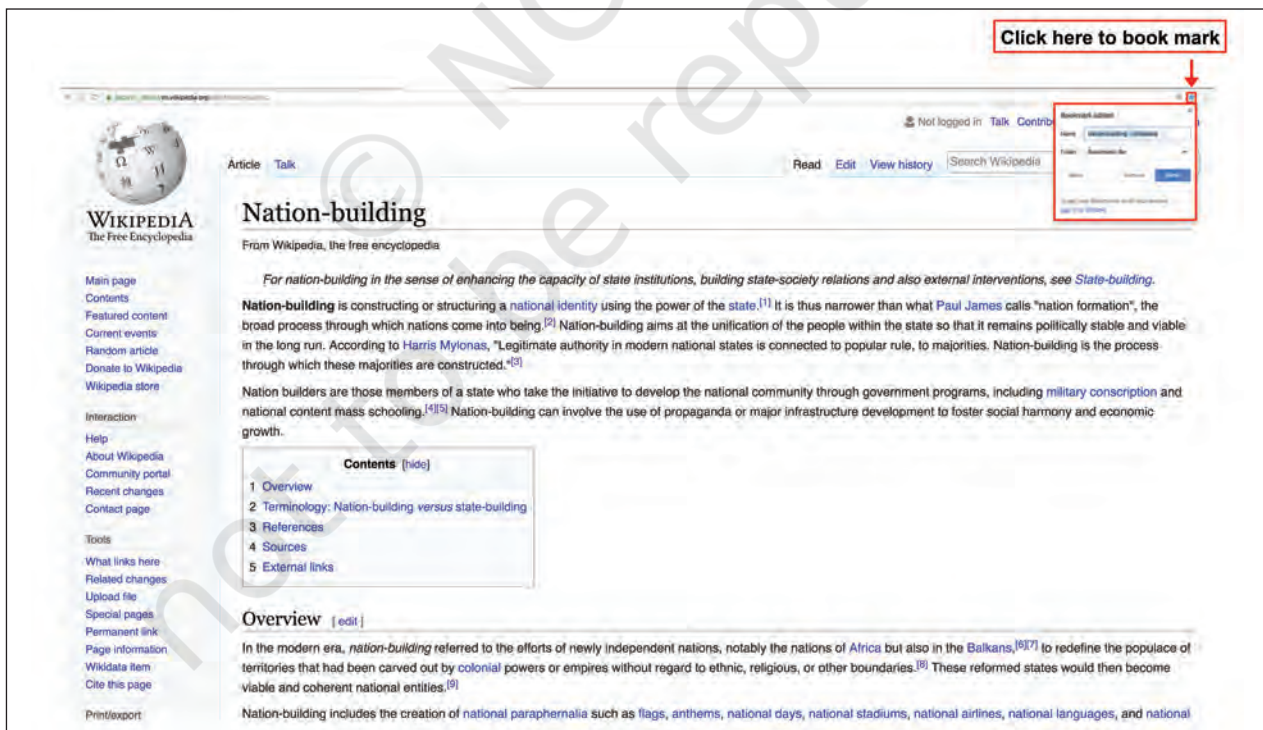 Click here to book mark
Not logged in Talk Contrib
Bookmark added
Name
Folder Bookmarks Bar
Article Talk
Read Edit View history Search Wikipedia
WIKIPEDIA
The Free Encyclopedia
Nation-building
From Wikipedia, the free encyclopedia
For nation-building in the sense of enhancing the capacity of state institutions, building state-society relations and also external interventions, see State-building.
Nation-building is constructing or structuring a national identity using the power of the state.[1] It is thus narrower than what Paul James calls "nation formation", the
broad process through which nations come into being.[2] Nation-building aims at the unification of the people within the state so that it remains politically stable and viable
in the long run. According to Harris Mylonas, "Legitimate authority in modern national states is connected to popular rule, to majorities. Nation-building is the process
through which these majorities are constructed."[3]
Nation builders are those members of a state who take the initiative to develop the national community through government programs, including military conscription and
national content mass schooling.[4][5] Nation-building can involve the use of propaganda or major infrastructure development to foster social harmony and economic
growth.
Contents [hide]
1 Overview
2 Terminology: Nation-building versus state-building
3 References
4 Sources
5 External links
Overview [edit]
In the modern era, nation-building referred to the efforts of newly independent nations, notably the nations of Africa but also in the Balkans,[6][7] to redefine the populace of
territories that had been carved out by colonial powers or empires without regard to ethnic, religious, or other boundaries.[8] These reformed states would then become
viable and coherent national entities.[9]
Nation-building includes the creation of national paraphernalia such as flags, anthems, national days, national stadiums, national airlines, national languages, and national
Main page
Contents
Featured content
Current events
Random article
Donate to Wikipedia
Wikipedia store
Interaction
Help
About Wikipedia
Community portal
Recent changes
Contact page
Tools
What links here
Related changes
Upload file
Special pages
Permanent link
Page information
Wikidata item
Cite this page
Print/export
© NC
not to be repu